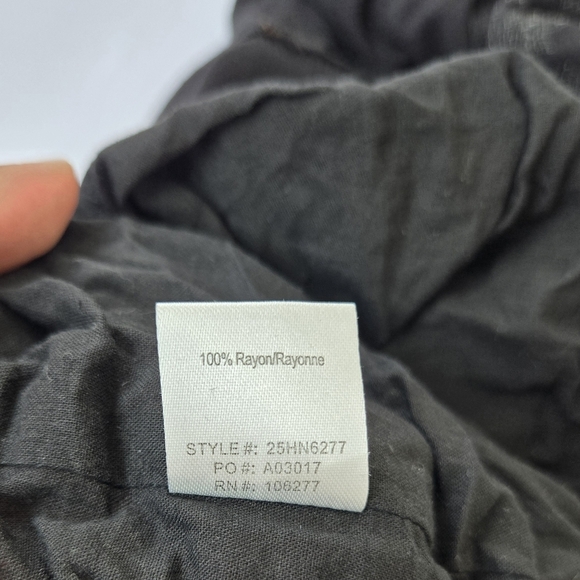 100% Rayon/Rayonne
STYLE #: 25HN6277
PO #: A03017
RN #: 106277